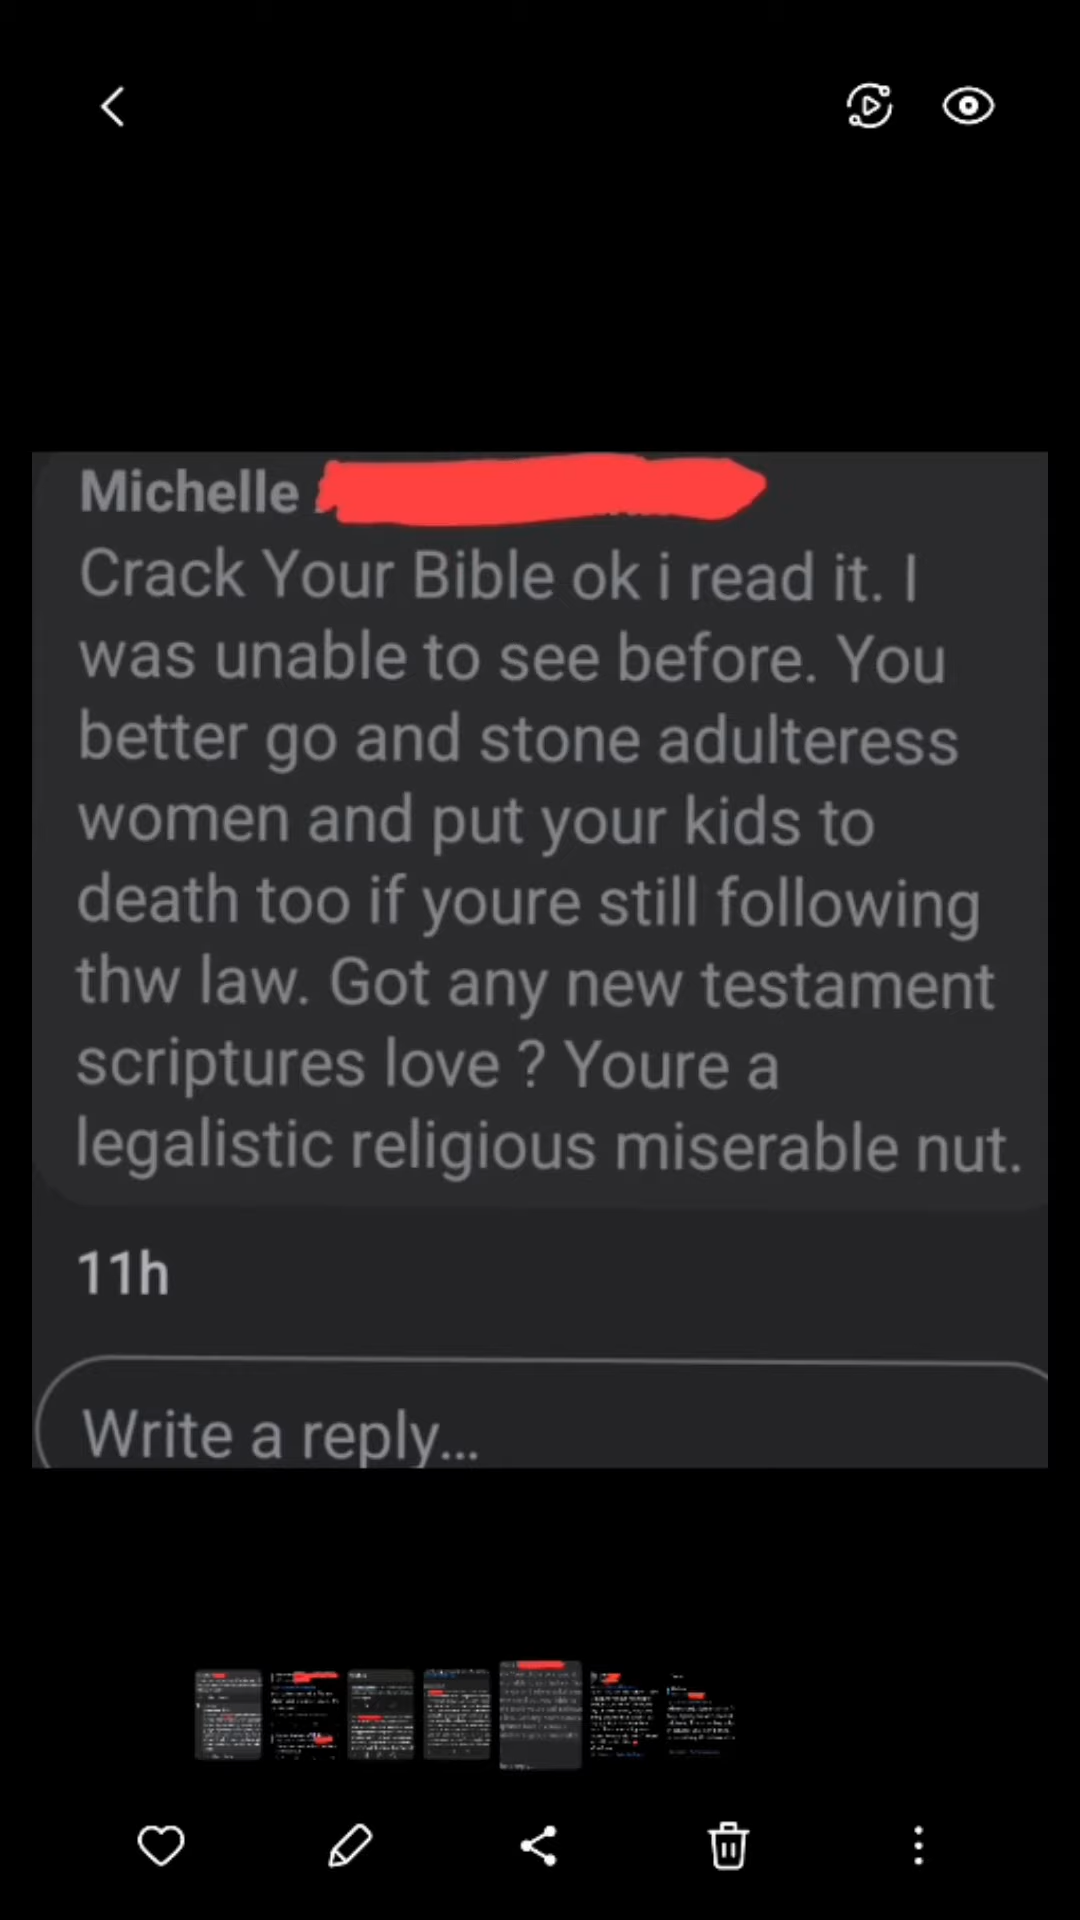 Michelle
Crack Your Bible ok i read it. I
was unable to see before. You
better go and stone adulteress
women and put your kids to
death too if youre still following
thw law. Got any new testament
scriptures love ? Youre a
legalistic religious miserable nut.
11h
Write a reply...